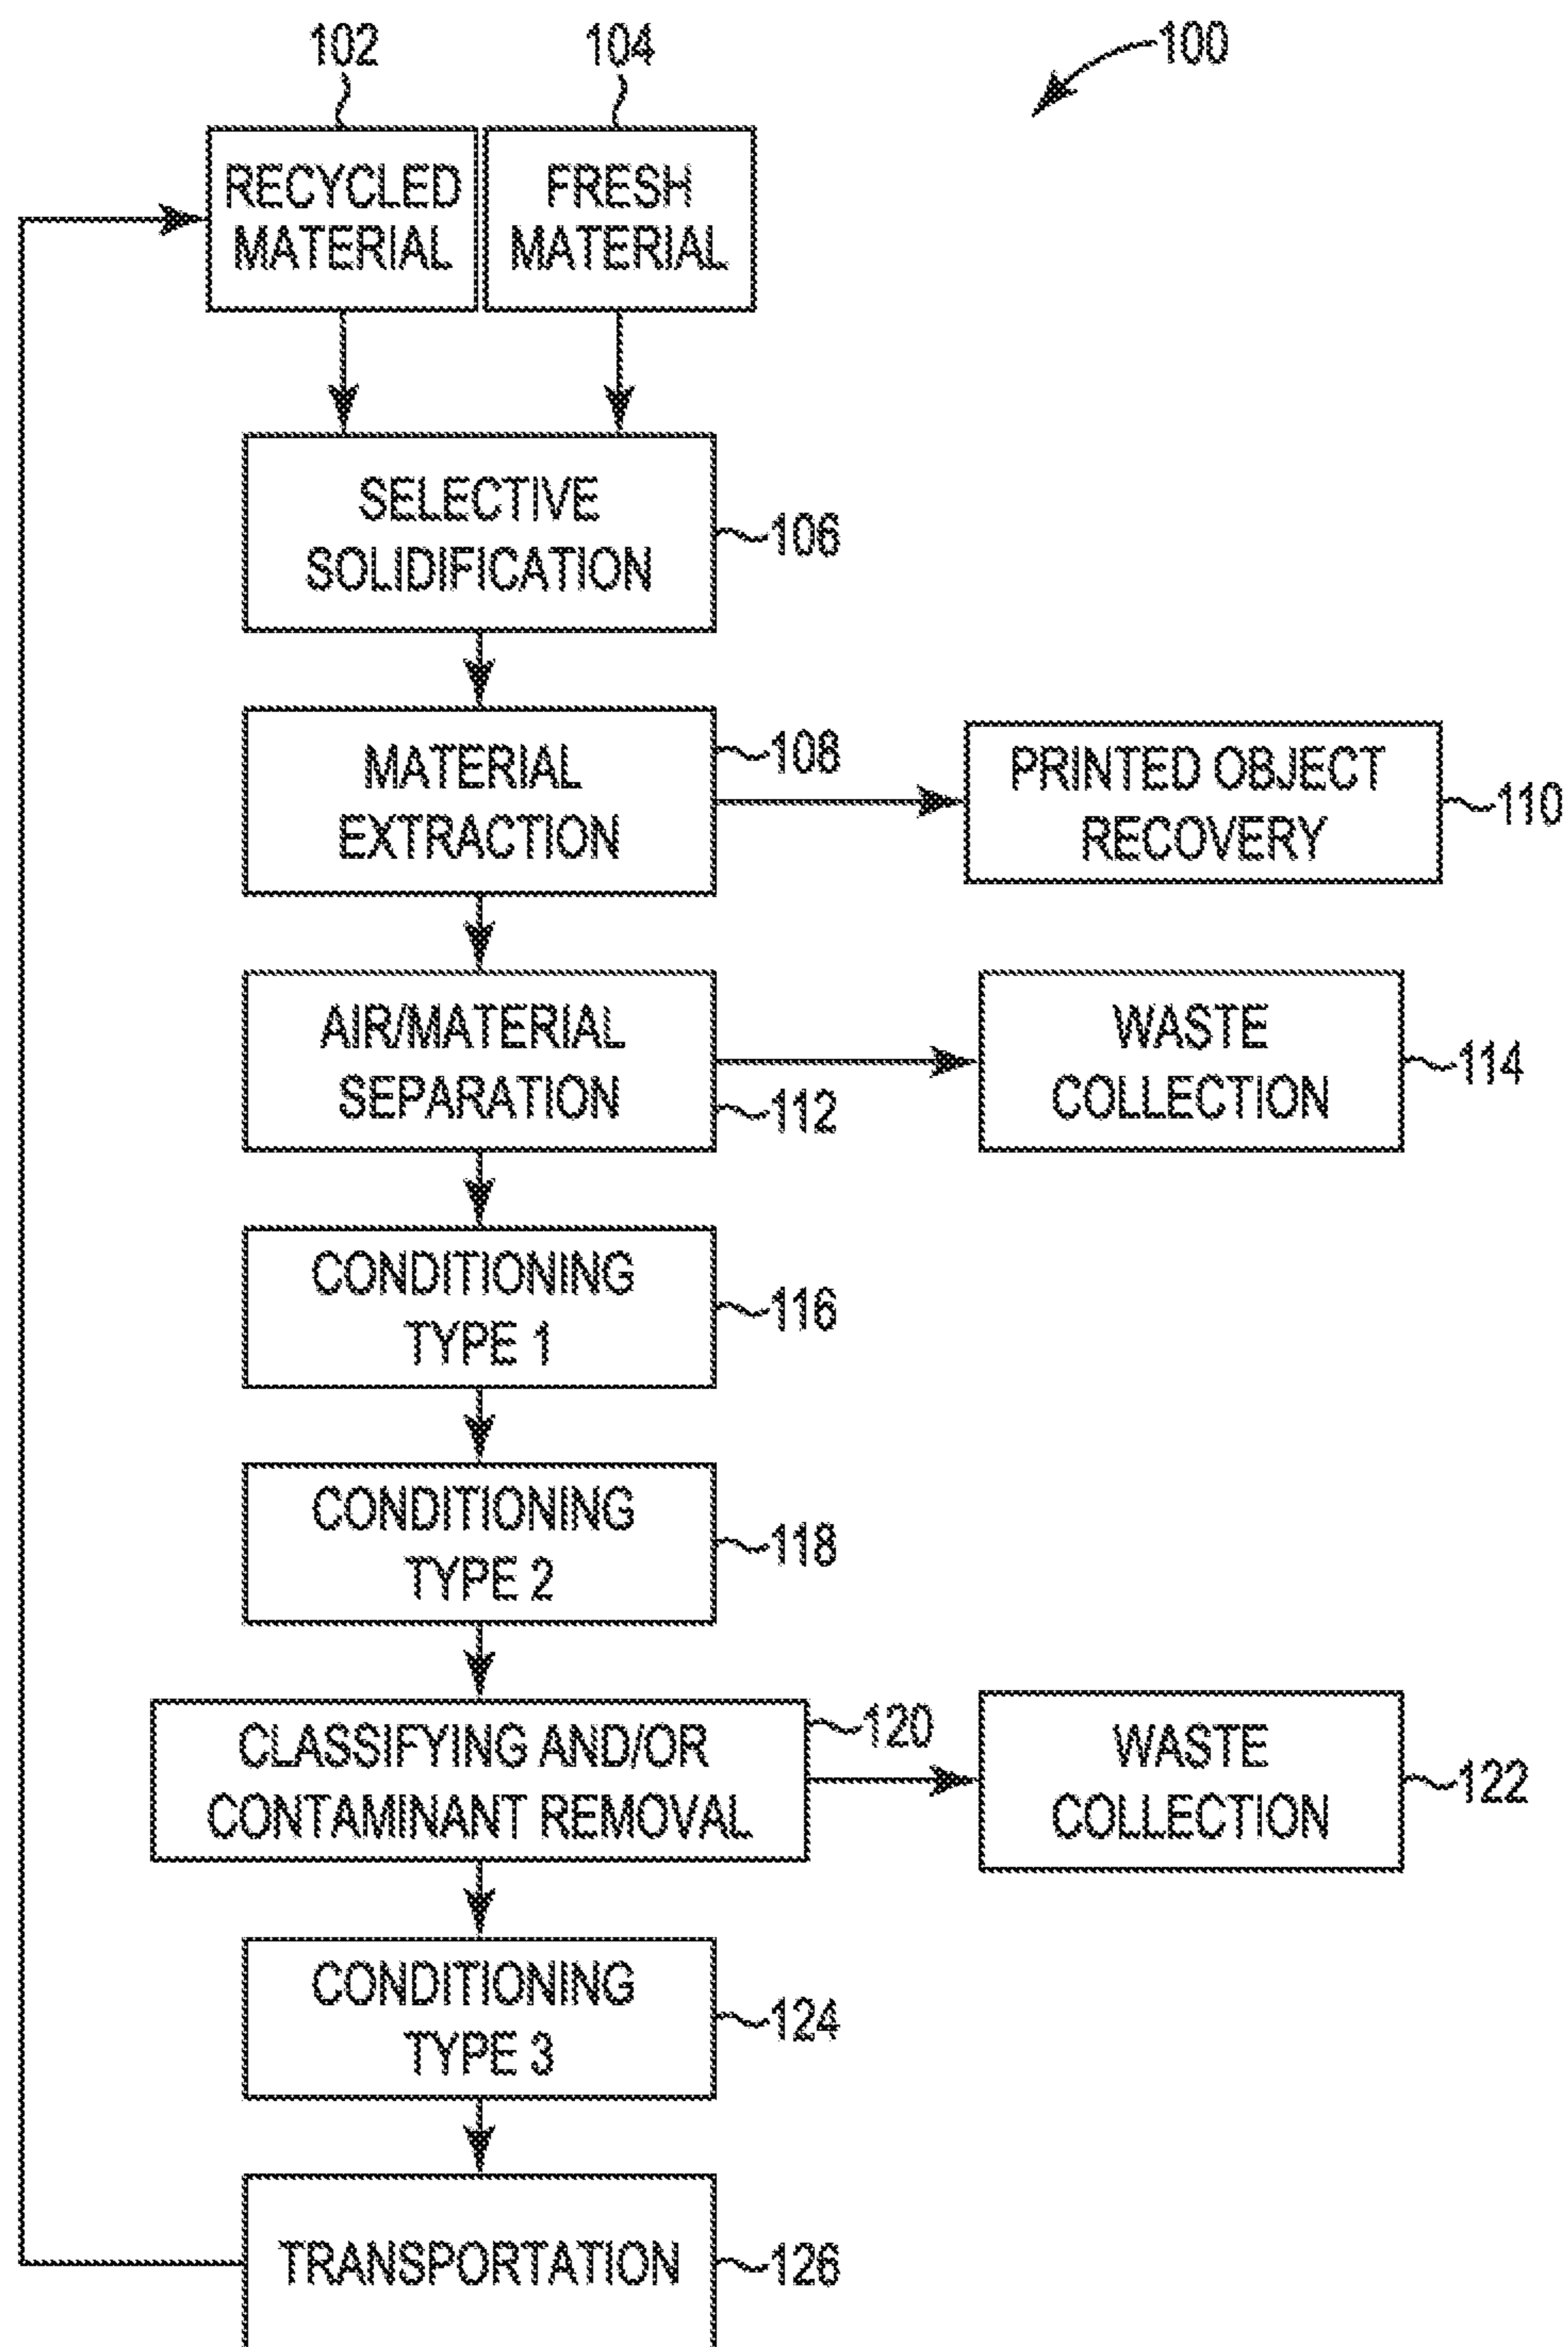 102
104
100
RECYCLED
MATERIAL
FRESH
MATERIAL
SELECTIVE
SOLIDIFICATION
106
MATERIAL
EXTRACTION
108
PRINTED OBJECT
RECOVERY
110
AIR/MATERIAL
SEPARATION
112
WASTE
COLLECTION
114
CONDITIONING
TYPE 1
116
CONDITIONING
TYPE 2
118
CLASSIFYING AND/OR
CONTAMINANT REMOVAL
120
WASTE
COLLECTION
122
CONDITIONING
TYPE 3
124
TRANSPORTATION
126